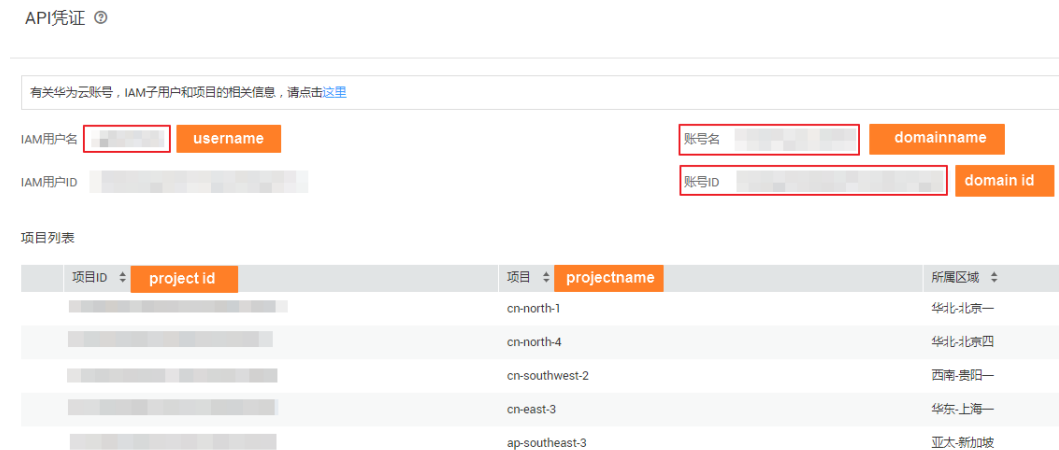 API凭证
有关华为云账号，IAM子用户和项目的相关信息，请点击这里
IAM用户名 username 账号名 domainname
IAM用户ID 账号ID domain id
项目列表
项目ID project id 项目 projectname 所属区域
cn-north-1 华北-北京一
cn-north-4 华北-北京四
cn-southwest-2 西南-贵阳一
cn-east-3 华东-上海一
ap-southeast-3 亚太-新加坡